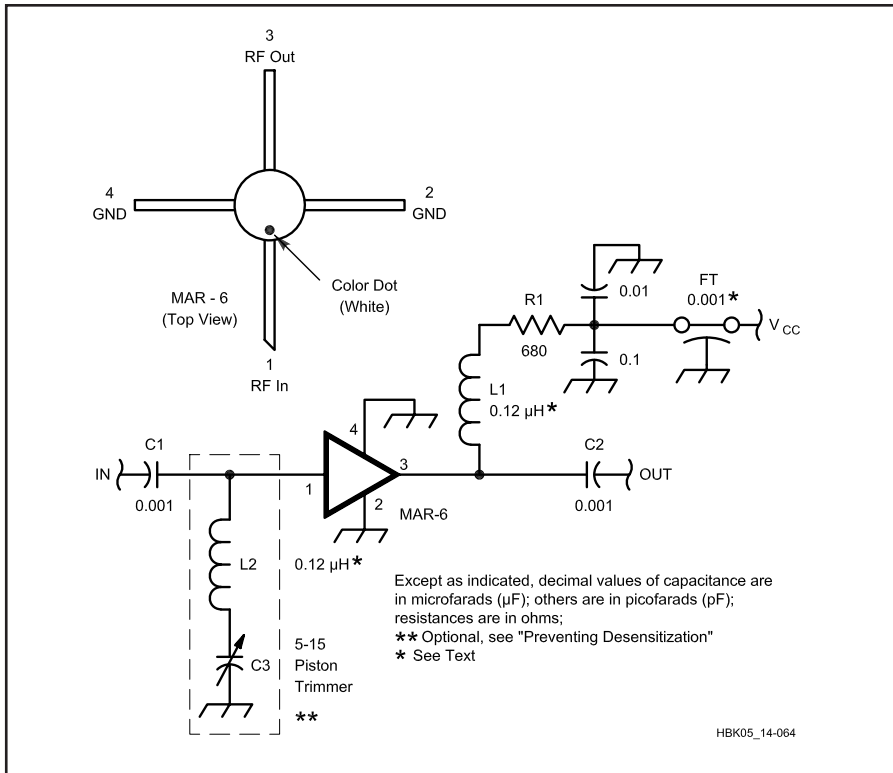 3
RF Out
4
GND
2
GND
MAR - 6
(Top View)
Color Dot
(White)
1
RF In
0.01
FT
0.001*
R1
680
VCC
0.1
L1
0.12 µH*
C1
IN
0.001
4
1
3
2
MAR-6
C2
OUT
0.001
L2
0.12 µH*
C3
5-15
Piston
Trimmer
**
Except as indicated, decimal values of capacitance are
in microfarads (µF); others are in picofarads (pF);
resistances are in ohms;
** Optional, see "Preventing Desensitization"
* See Text
HBK05_14-064